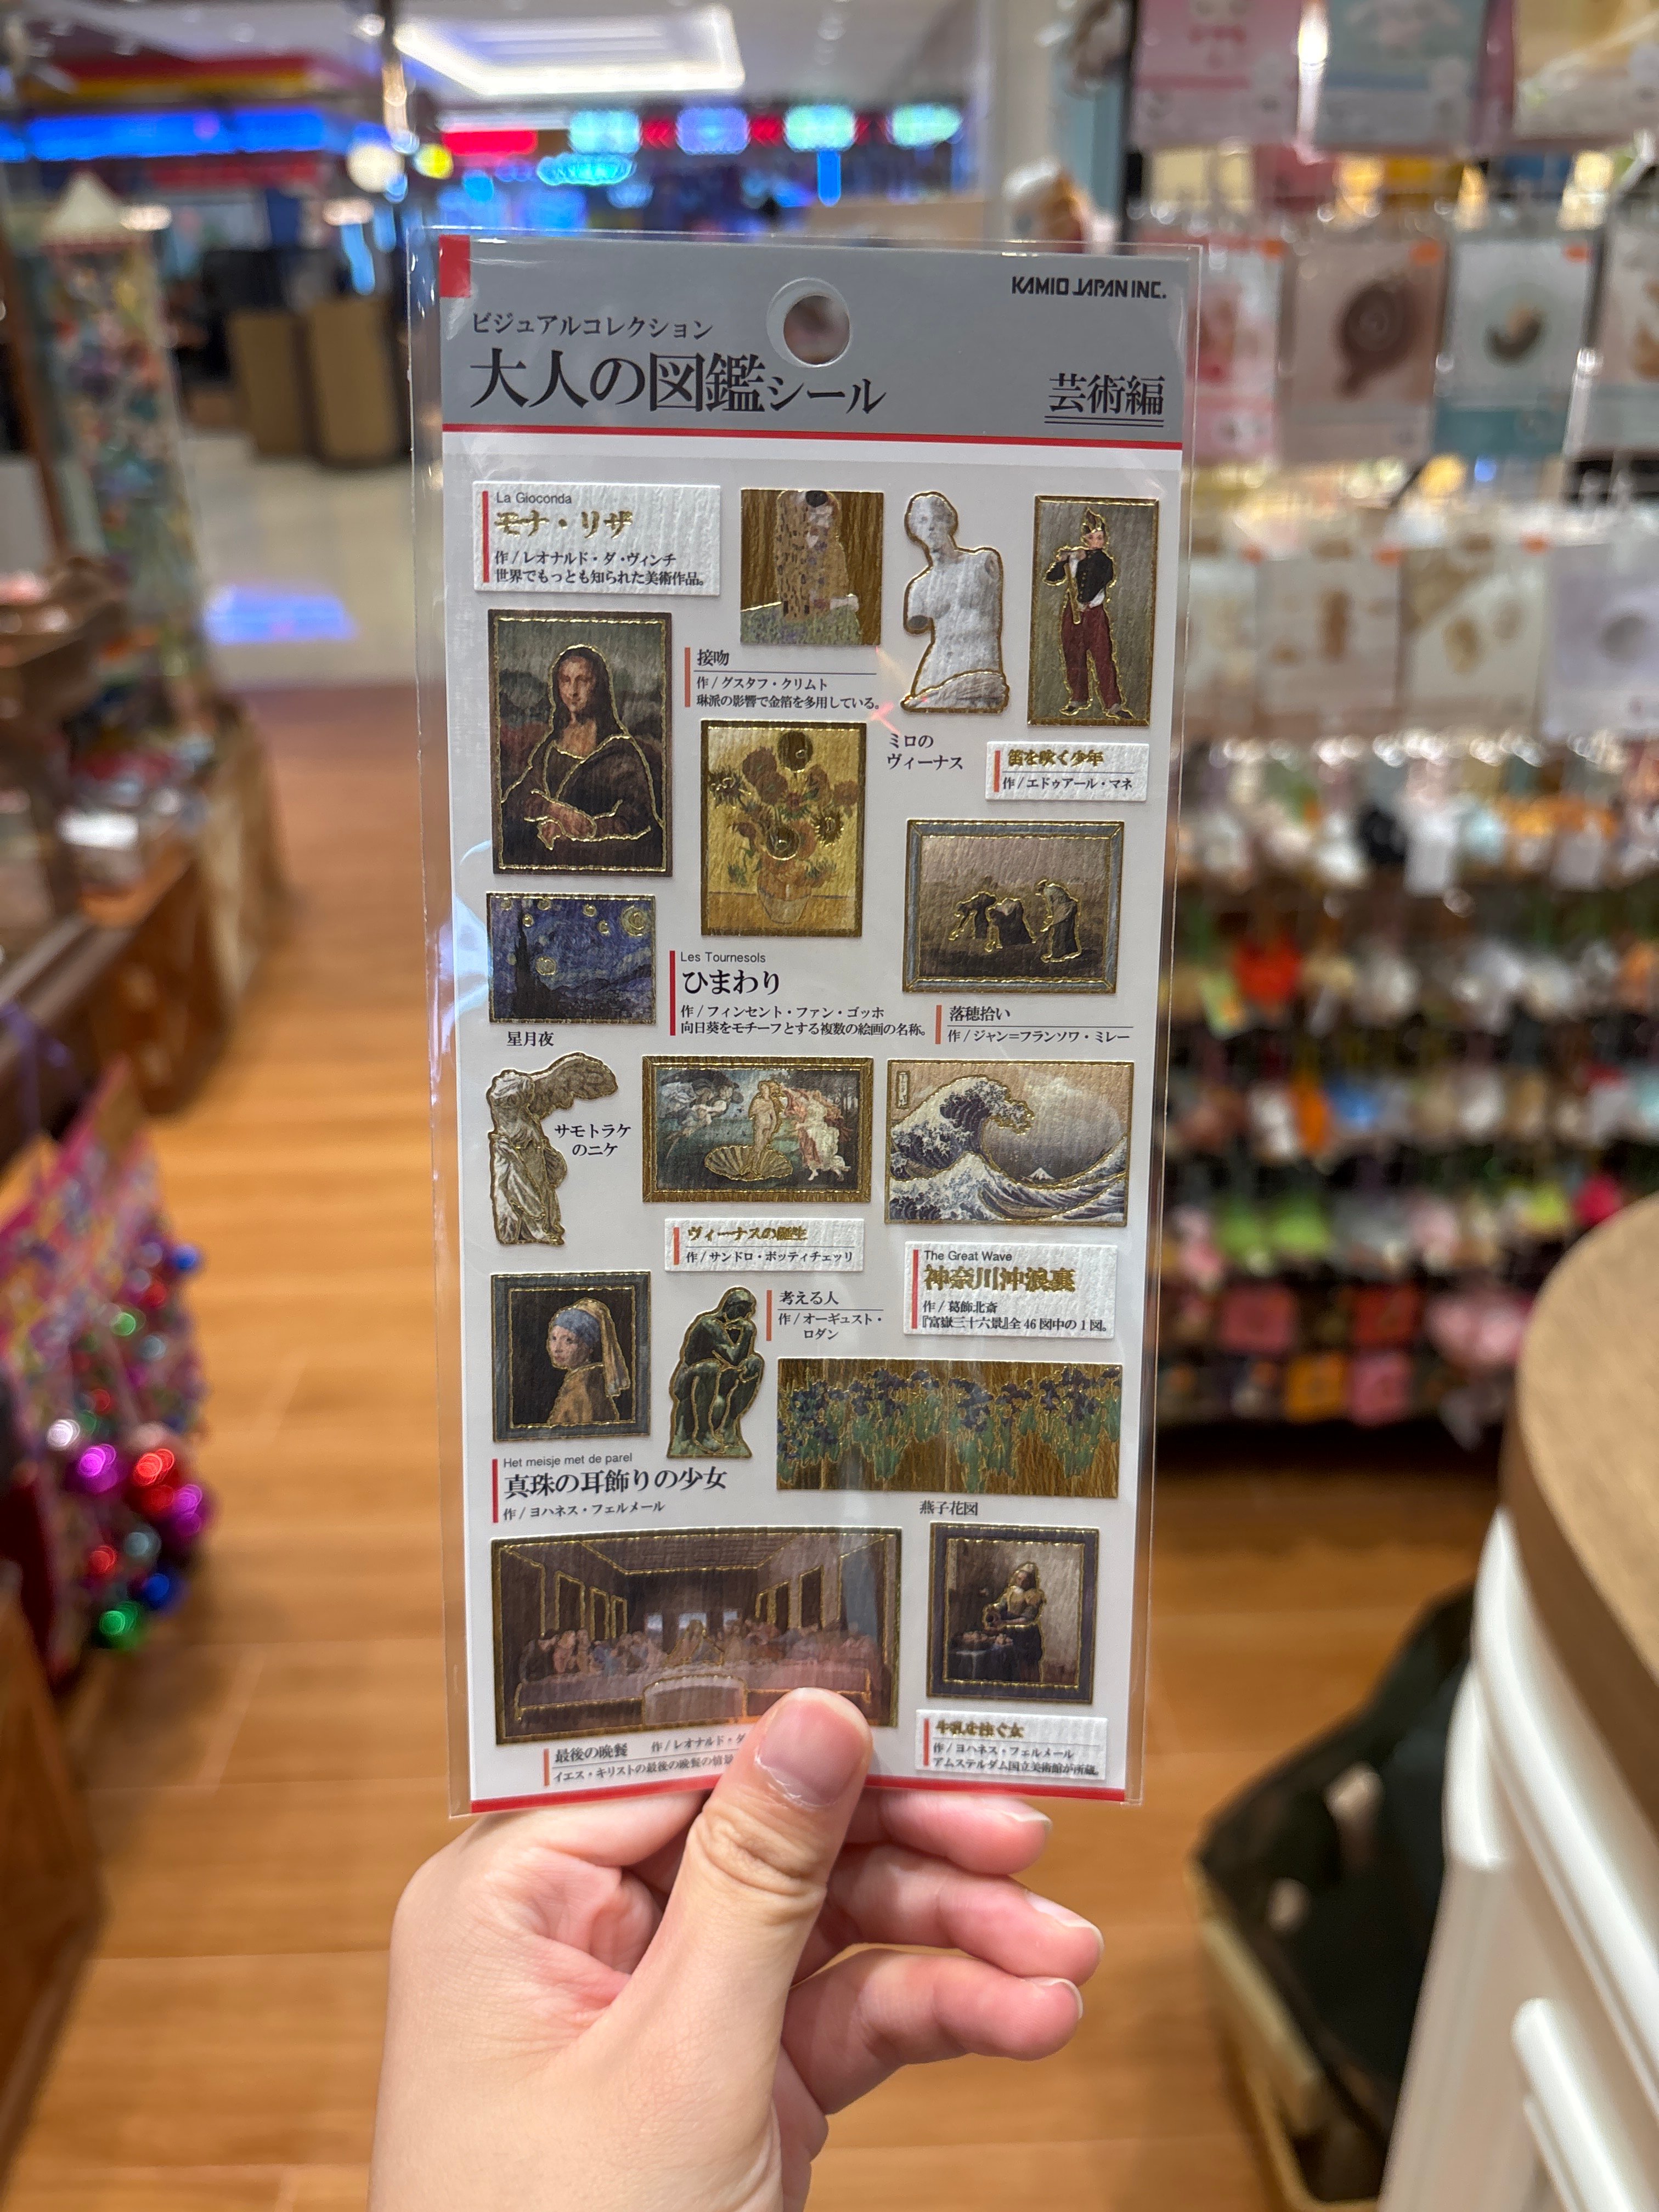 KAMIO JAPAN INC.
ビジュアルコレクション
大人の図鑑シール
芸術編
La Gioconda
モナ・リザ
作/レオナルド・ダ・ヴィンチ
世界でもっとも知られた美術作品。
接吻
作/グスタフ・クリムト
琳派の影響で金箔を多用している。
ミロの
ヴィーナス
笛を吹く少年
作/エドゥアール・マネ
星月夜
Les Tournesols
ひまわり
作/フィンセント・ファン・ゴッホ
向日葵をモチーフとする複数の絵画の名称。
落穂拾い
作/ジャン=フランソワ・ミレー
サモトラケ
のニケ
ヴィーナスの誕生
作/サンドロ・ボッティチェッリ
The Great Wave
神奈川沖浪裏
作/葛飾北斎
『富嶽三十六景』全46図中の1図。
考える人
作/オーギュスト・
ロダン
Het meisje met de parel
真珠の耳飾りの少女
作/ヨハネス・フェルメール
燕子花図
最後の晩餐 作/レオナルド・ダ
イエス・キリストの最後の晩餐の情景
牛乳を注ぐ女
作/ヨハネス・フェルメール
アムステルダム国立美術館が所蔵。